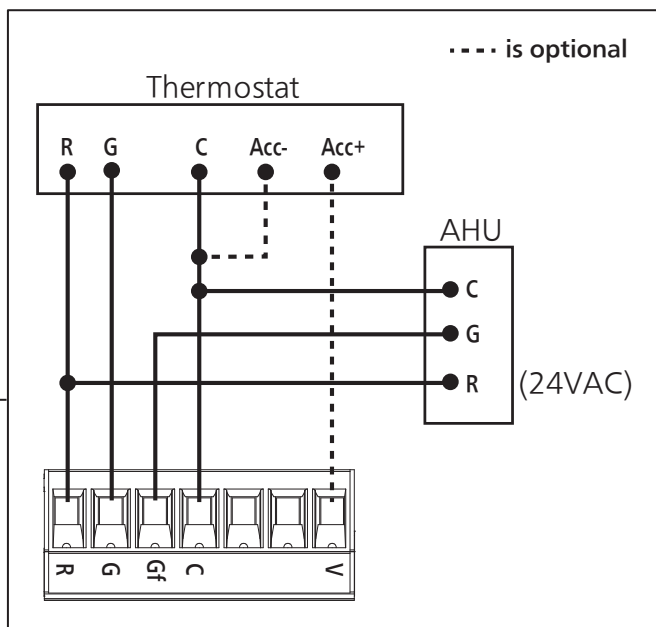 ---- is optional
Thermostat
R G C Acc- Acc+
AHU
C
G
R (24VAC)
R G Gf C V